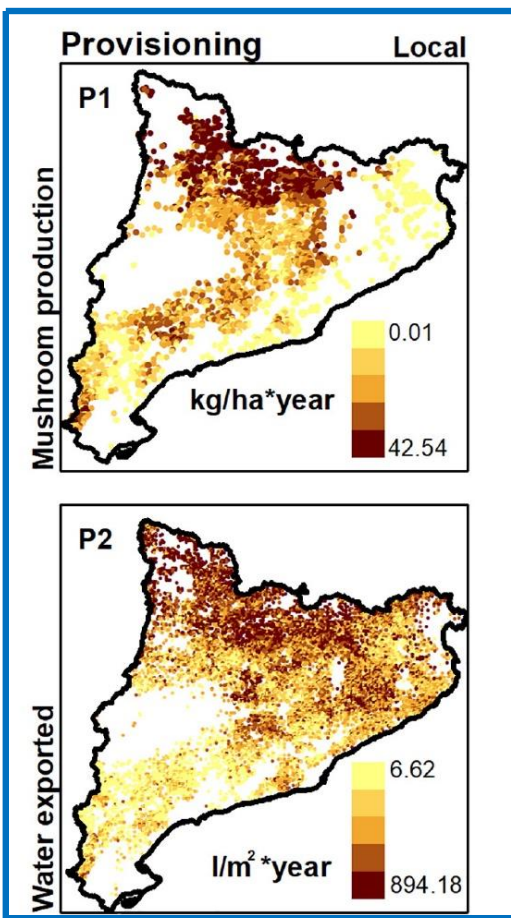 Provisioning Local
P1
Mushroom production
0.01
kg/ha*year
42.54
P2
Water exported
6.62
l/m² *year
894.18